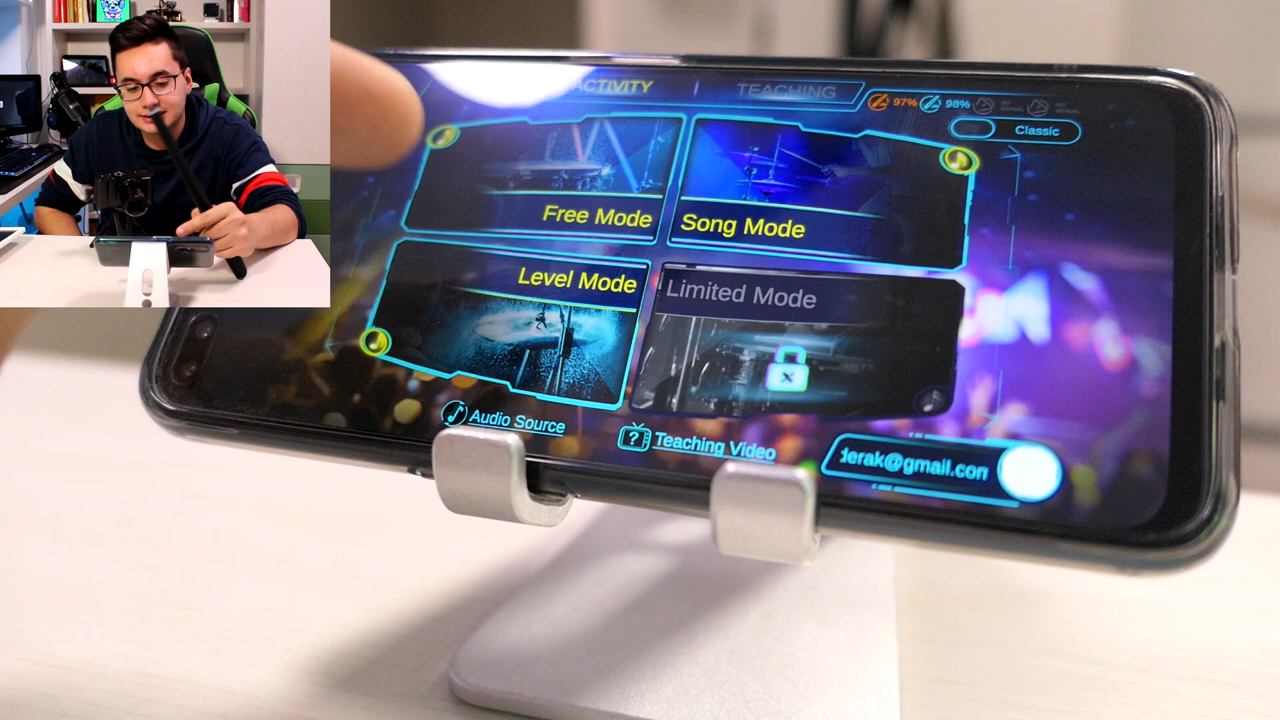 ACTIVITY
TEACHING
97% 98%
Classic
Free Mode
Song Mode
Level Mode
Limited Mode
Audio Source
Teaching Video
erak@gmail.com